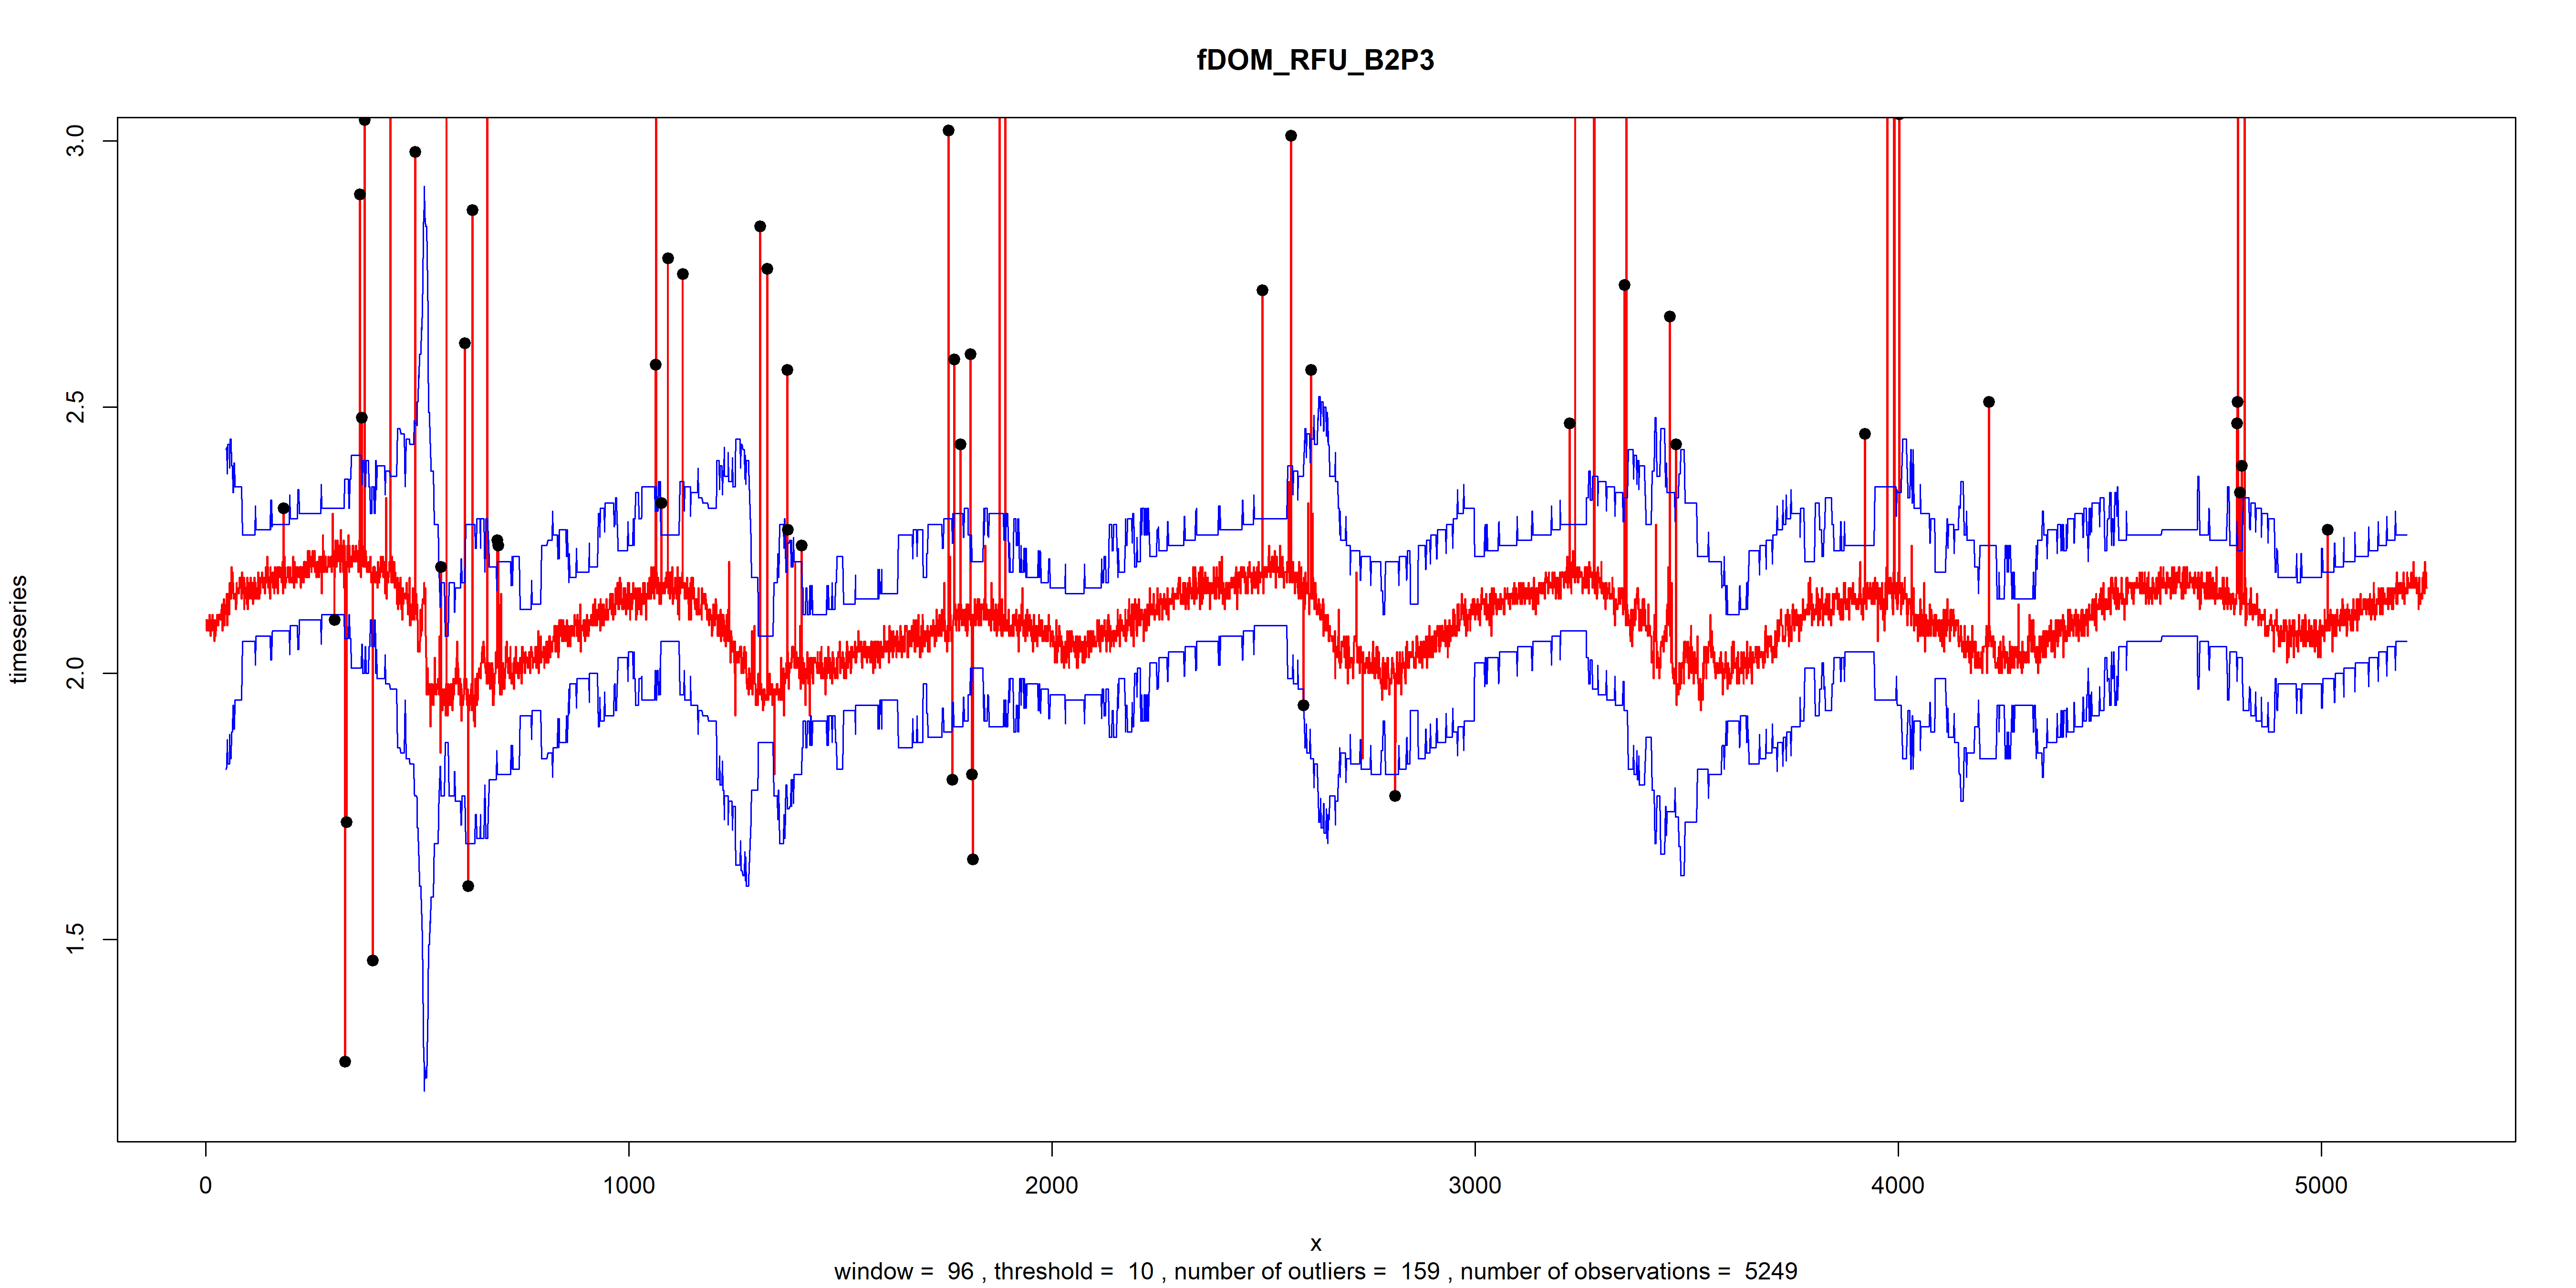 fDOM_RFU_B2P3
3.0
2.5
2.0
1.5
timeseries
0 1000 2000 3000 4000 5000
x
window = 96 , threshold = 10 , number of outliers = 159 , number of observations = 5249